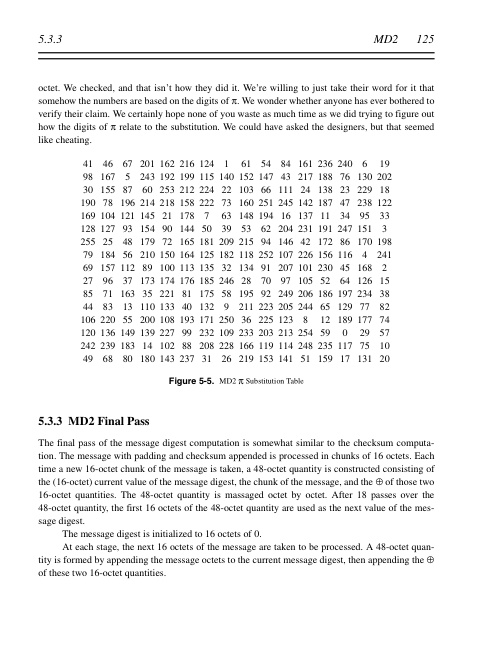 5.3.3 MD2 125
octet. We checked, and that isn't how they did it. We're willing to just take their word for it that
somehow the numbers are based on the digits of π. We wonder whether anyone has ever bothered to
verify their claim. We certainly hope none of you waste as much time as we did trying to figure out
how the digits of π relate to the substitution. We could have asked the designers, but that seemed
like cheating.
41 46 67 201 162 216 124 1 61 54 84 161 236 240 6 19
98 167 5 243 192 199 115 140 152 147 43 217 188 76 130 202
30 155 87 60 253 212 224 22 103 66 111 24 138 23 229 18
190 78 196 214 218 158 222 73 160 251 245 142 187 47 238 122
169 104 121 145 21 178 7 63 148 194 16 137 11 34 95 33
128 127 93 154 90 144 50 39 53 62 204 231 191 247 151 3
255 25 48 179 72 165 181 209 215 94 146 42 172 86 170 198
79 184 56 210 150 164 125 182 118 252 107 226 156 116 4 241
69 157 112 89 100 113 135 32 134 91 207 101 230 45 168 2
27 96 37 173 174 176 185 246 28 70 97 105 52 64 126 15
85 71 163 35 221 81 175 58 195 92 249 206 186 197 234 38
44 83 13 110 133 40 132 9 211 223 205 244 65 129 77 82
106 220 55 200 108 193 171 250 36 225 123 8 12 189 177 74
120 136 149 139 227 99 232 109 233 203 213 254 59 0 29 57
242 239 183 14 102 88 208 228 166 119 114 248 235 117 75 10
49 68 80 180 143 237 31 26 219 153 141 51 159 17 131 20
Figure 5-5. MD2 π Substitution Table
5.3.3 MD2 Final Pass
The final pass of the message digest computation is somewhat similar to the checksum computa-
tion. The message with padding and checksum appended is processed in chunks of 16 octets. Each
time a new 16-octet chunk of the message is taken, a 48-octet quantity is constructed consisting of
the (16-octet) current value of the message digest, the chunk of the message, and the ⊕ of those two
16-octet quantities. The 48-octet quantity is massaged octet by octet. After 18 passes over the
48-octet quantity, the first 16 octets of the 48-octet quantity are used as the next value of the mes-
sage digest.
The message digest is initialized to 16 octets of 0.
At each stage, the next 16 octets of the message are taken to be processed. A 48-octet quan-
tity is formed by appending the message octets to the current message digest, then appending the ⊕
of these two 16-octet quantities.